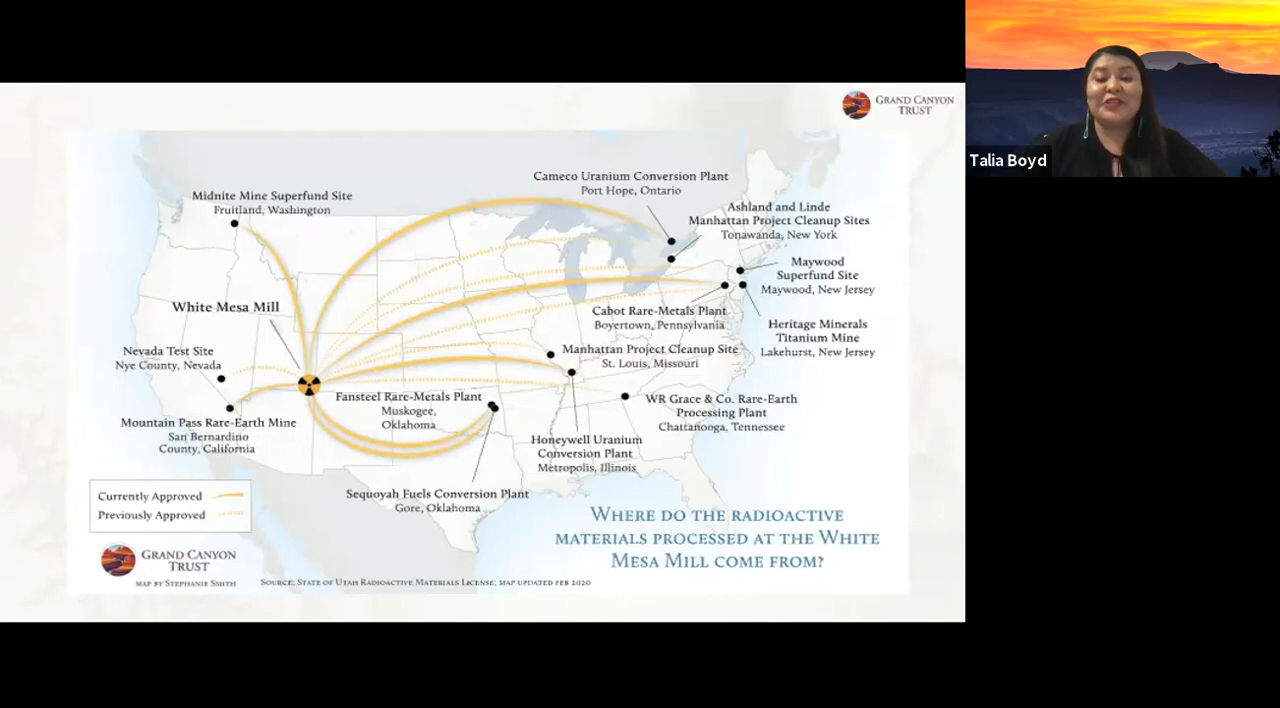 GRAND CANYON
TRUST
Talia Boyd
Cameco Uranium Conversion Plant
Port Hope, Ontario
Midnite Mine Superfund Site
Fruitland, Washington
Ashland and Linde
Manhattan Project Cleanup Sites
Tonawanda, New York
Maywood
Superfund Site
Maywood, New Jersey
White Mesa Mill
Cabot Rare-Metals Plant
Boyertown, Pennsylvania
Heritage Minerals
Titanium Mine
Lakehurst, New Jersey
Nevada Test Site
Nye County, Nevada
Manhattan Project Cleanup Site
St. Louis, Missouri
Fansteel Rare-Metals Plant
Muskogee,
Oklahoma
WR Grace & Co. Rare-Earth
Processing Plant
Chattanooga, Tennessee
Mountain Pass Rare-Earth Mine
San Bernardino
County, California
Honeywell Uranium
Conversion Plant
Metropolis, Illinois
Sequoyah Fuels Conversion Plant
Gore, Oklahoma
Currently Approved
Previously Approved
WHERE DO THE RADIOACTIVE
MATERIALS PROCESSED AT THE WHITE
MESA MILL COME FROM?
GRAND CANYON
TRUST
MAP BY STEPHANIE SMITH
SOURCE: STATE OF UTAH RADIOACTIVE MATERIALS LICENSE; MAP UPDATED FEB 2020